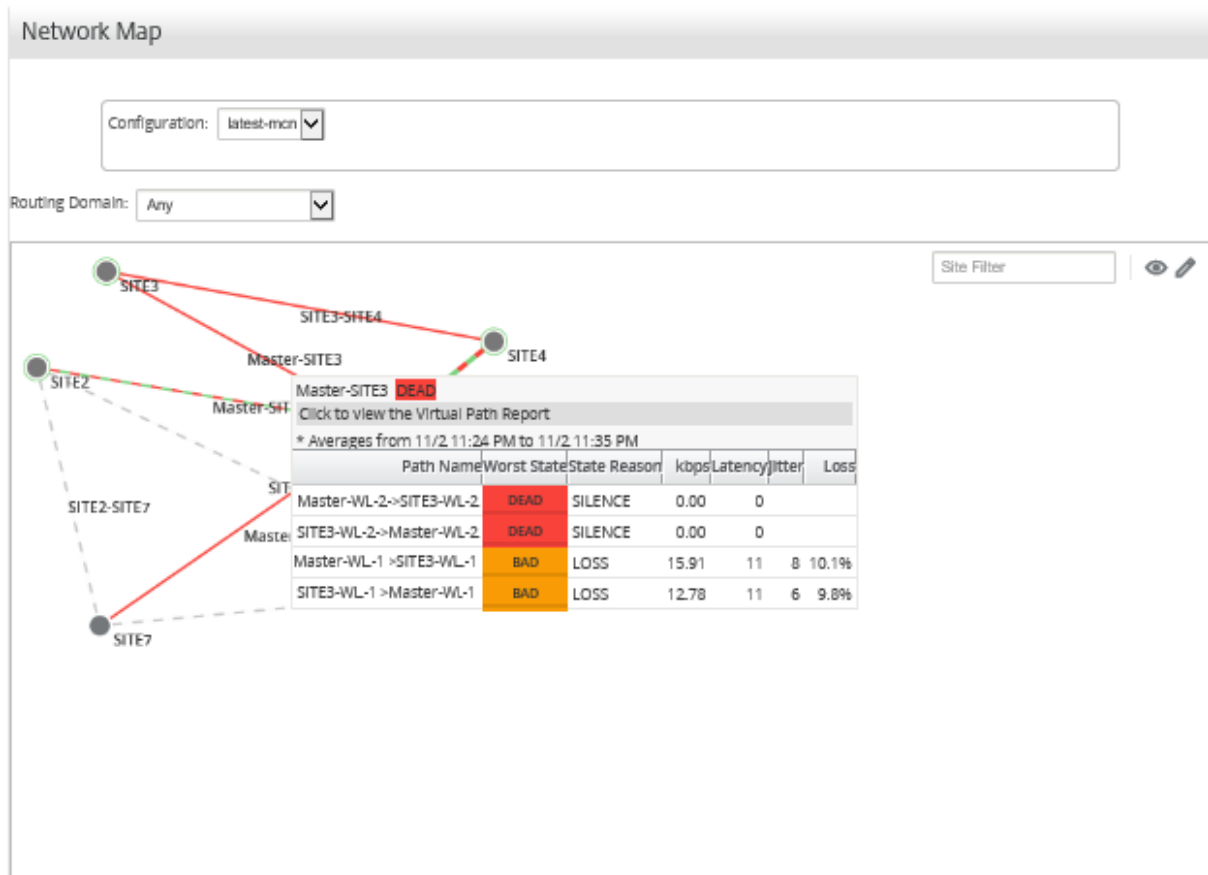 Network Map
Configuration: latest-mcn
Routing Domain: Any
Site Filter
SITE3
SITE3-SITE4
Master-SITE3
SITE4
SITE2
Master-SIT
Master-SITE3 DEAD
Click to view the Virtual Path Report
* Averages from 11/2 11:24 PM to 11/2 11:35 PM
Path Name Worst State State Reason kbps Latency Jitter Loss
SIT
Master-WL-2->SITE3-WL-2 DEAD SILENCE 0.00 0
SITE2-SITE7
Maste
SITE3-WL-2->Master-WL-2 DEAD SILENCE 0.00 0
Master-WL-1 >SITE3-WL-1 BAD LOSS 15.91 11 8 10.1%
SITE3-WL-1 >Master-WL-1 BAD LOSS 12.78 11 6 9.8%
SITE7